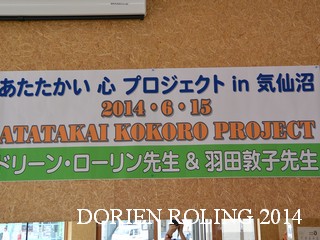 あたたかい 心 プロジェクト in 気仙沼
2014・6・15
ATATAKAI KOKORO PROJECT
ドリーン・ローリン先生 & 羽田敦子先生
DORIEN ROLING 2014